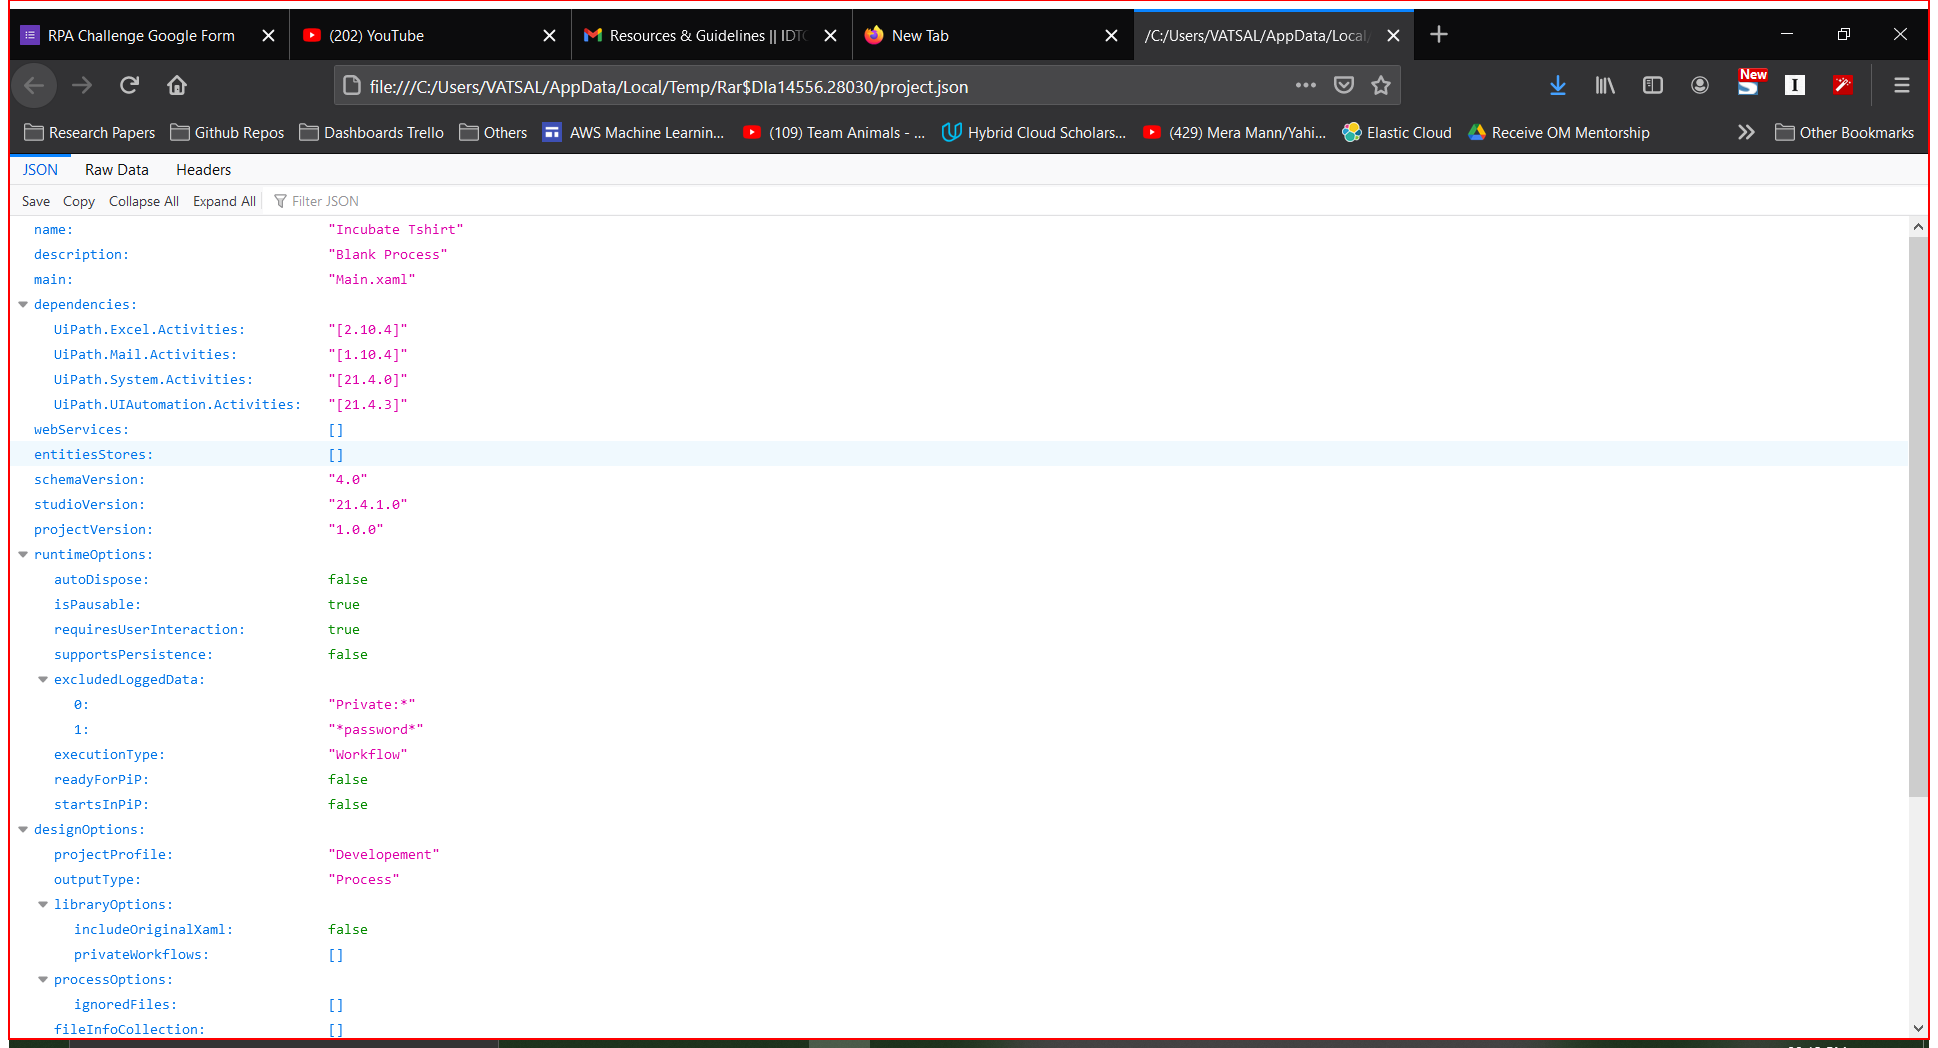 RPA Challenge Google Form (202) YouTube Resources & Guidelines || IDTC New Tab /C:/Users/VATSAL/AppData/Local/
file:///C:/Users/VATSAL/AppData/Local/Temp/Rar$DIa14556.28030/project.json New
Research Papers Github Repos Dashboards Trello Others AWS Machine Learnin... (109) Team Animals - ... Hybrid Cloud Scholars... (429) Mera Mann/Yahi... Elastic Cloud Receive OM Mentorship Other Bookmarks
JSON Raw Data Headers
Save Copy Collapse All Expand All Filter JSON
name: "Incubate Tshirt"
description: "Blank Process"
main: "Main.xaml"
dependencies:
UiPath.Excel.Activities: "[2.10.4]"
UiPath.Mail.Activities: "[1.10.4]"
UiPath.System.Activities: "[21.4.0]"
UiPath.UIAutomation.Activities: "[21.4.3]"
webServices: []
entitiesStores: []
schemaVersion: "4.0"
studioVersion: "21.4.1.0"
projectVersion: "1.0.0"
runtimeOptions:
autoDispose: false
isPausable: true
requiresUserInteraction: true
supportsPersistence: false
excludedLoggedData:
0: "Private:*"
1: "*password*"
executionType: "Workflow"
readyForPiP: false
startsInPiP: false
designOptions:
projectProfile: "Developement"
outputType: "Process"
libraryOptions:
includeOriginalXaml: false
privateWorkflows: []
processOptions:
ignoredFiles: []
fileInfoCollection: []